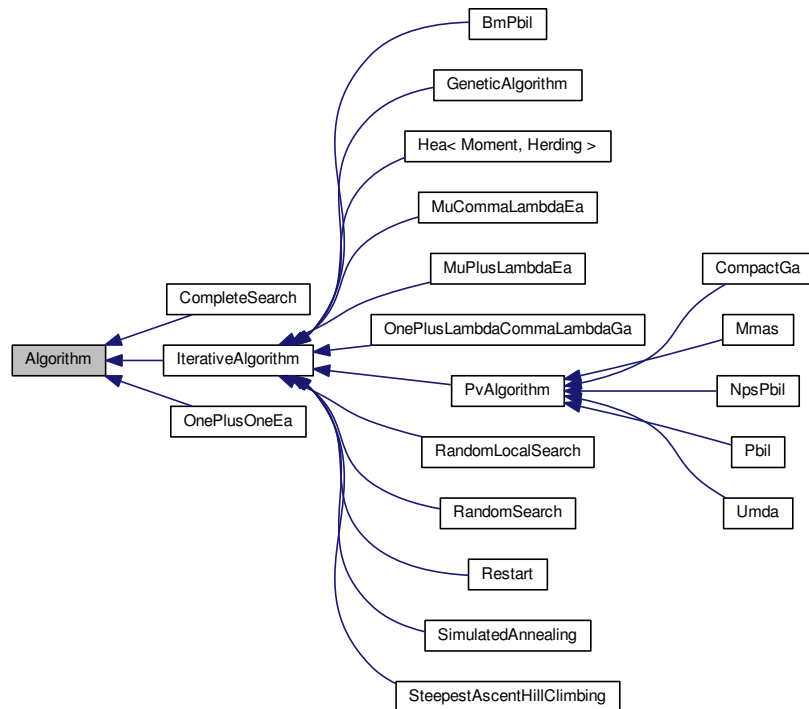 BmPbil
GeneticAlgorithm
Hea< Moment, Herding >
MuCommaLambdaEa
MuPlusLambdaEa
CompactGa
CompleteSearch
OnePlusLambdaCommaLambdaGa
Mmas
Algorithm
IterativeAlgorithm
PvAlgorithm
NpsPbil
OnePlusOneEa
RandomLocalSearch
Pbil
RandomSearch
Umda
Restart
SimulatedAnnealing
SteepestAscentHillClimbing